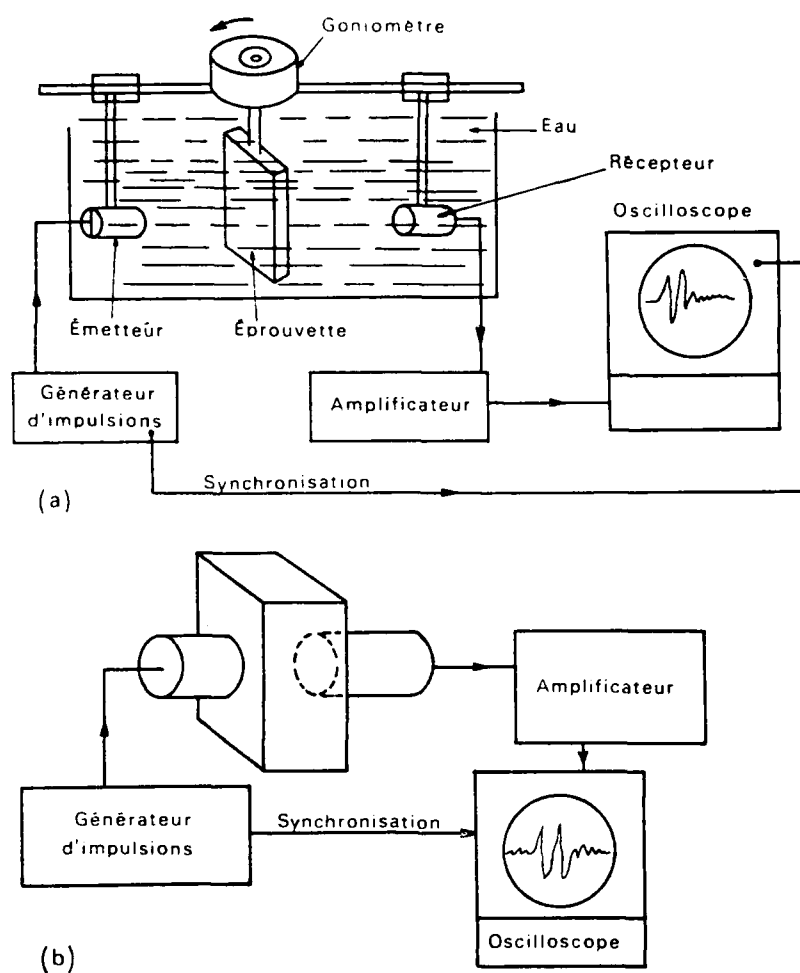 Goniomètre
Eau
Récepteur
Oscilloscope
Émetteur
Éprouvette
Générateur
d'impulsions
Amplificateur
Synchronisation
(a)
Amplificateur
Générateur
d'impulsions
Synchronisation
Oscilloscope
(b)